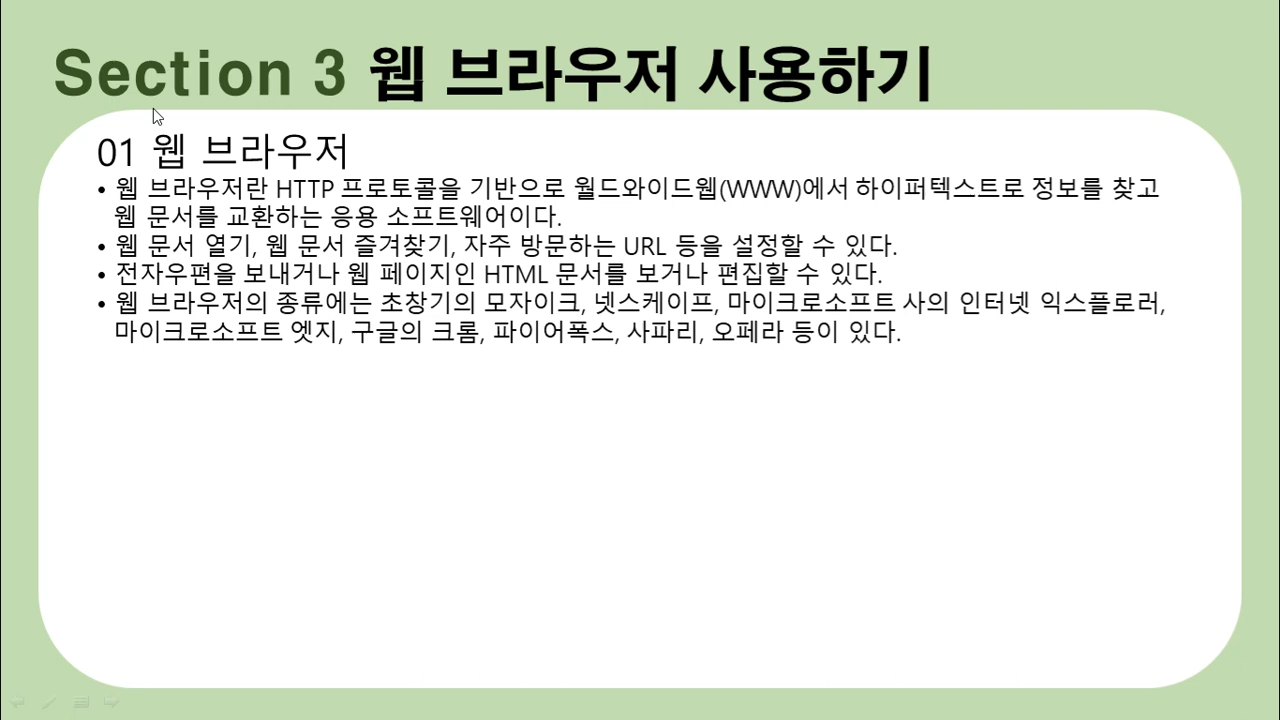 Section 3 웹 브라우저 사용하기
01 웹 브라우저
• 웹 브라우저란 HTTP 프로토콜을 기반으로 월드와이드웹(WWW)에서 하이퍼텍스트로 정보를 찾고
웹 문서를 교환하는 응용 소프트웨어이다.
• 웹 문서 열기, 웹 문서 즐겨찾기, 자주 방문하는 URL 등을 설정할 수 있다.
• 전자우편을 보내거나 웹 페이지인 HTML 문서를 보거나 편집할 수 있다.
• 웹 브라우저의 종류에는 초창기의 모자이크, 넷스케이프, 마이크로소프트 사의 인터넷 익스플로러,
마이크로소프트 엣지, 구글의 크롬, 파이어폭스, 사파리, 오페라 등이 있다.